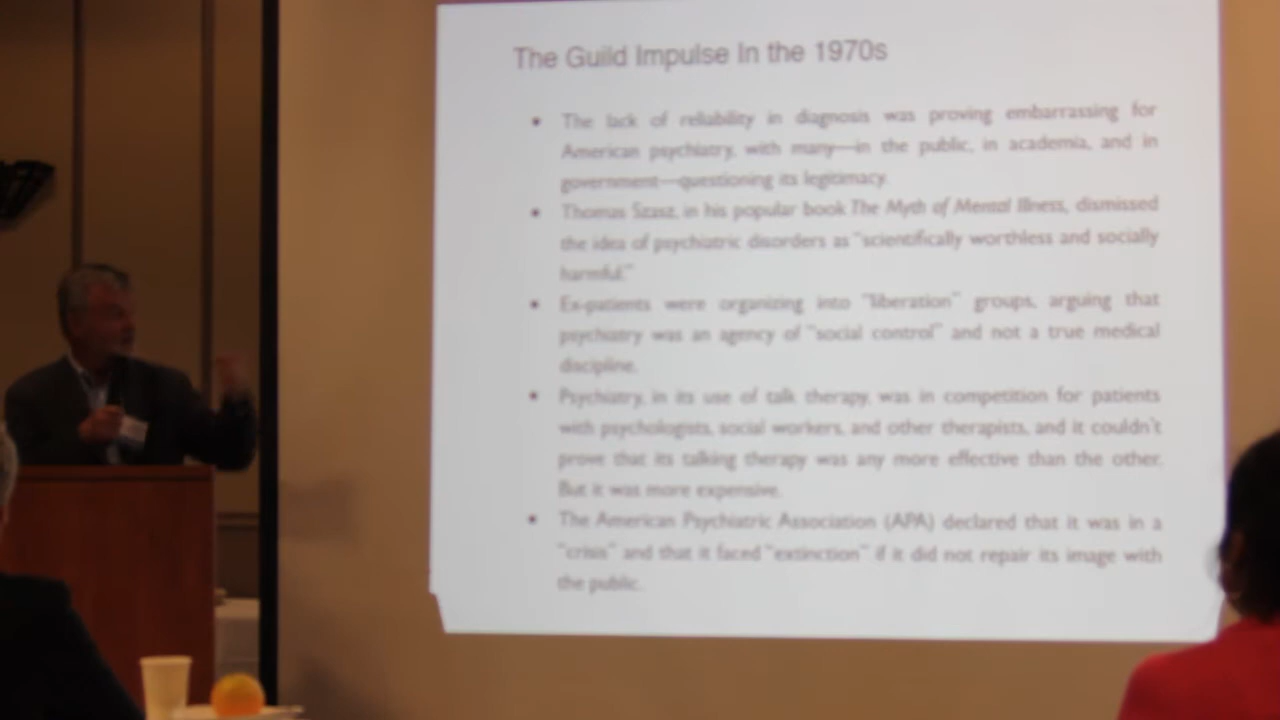 The Guild Impulse In the 1970s
• The lack of reliability in diagnosis was proving embarrassing for
American psychiatry, with many—in the public, in academia, and in
government—questioning its legitimacy.
• Thomas Szasz, in his popular book The Myth of Mental Illness, dismissed
the idea of psychiatric disorders as "scientifically worthless and socially
harmful."
• Ex-patients were organizing into "liberation" groups, arguing that
psychiatry was an agency of "social control" and not a true medical
discipline.
• Psychiatry, in its use of talk therapy, was in competition for patients
with psychologists, social workers, and other therapists, and it couldn't
prove that its talking therapy was any more effective than the other.
But it was more expensive.
• The American Psychiatric Association (APA) declared that it was in a
"crisis" and that it faced "extinction" if it did not repair its image with
the public.